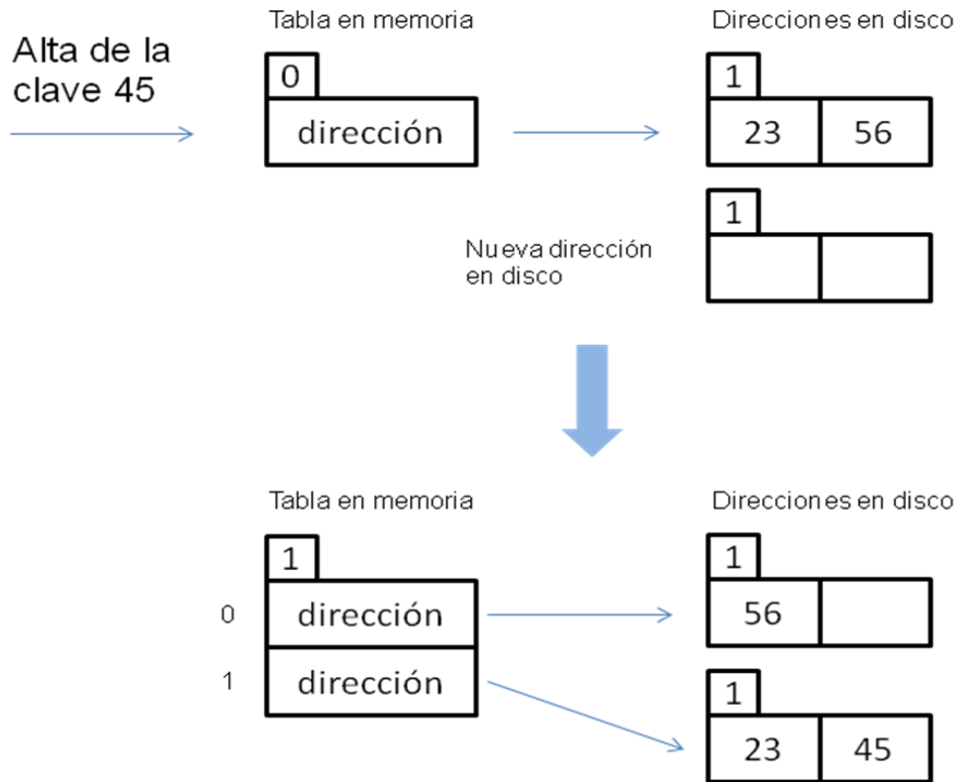 Tabla en memoria
Direcciones en disco
Alta de la
clave 45
0
1
dirección
23
56
1
Nueva dirección
en disco
Tabla en memoria
Direcciones en disco
1
1
0
dirección
56
1
dirección
1
23
45